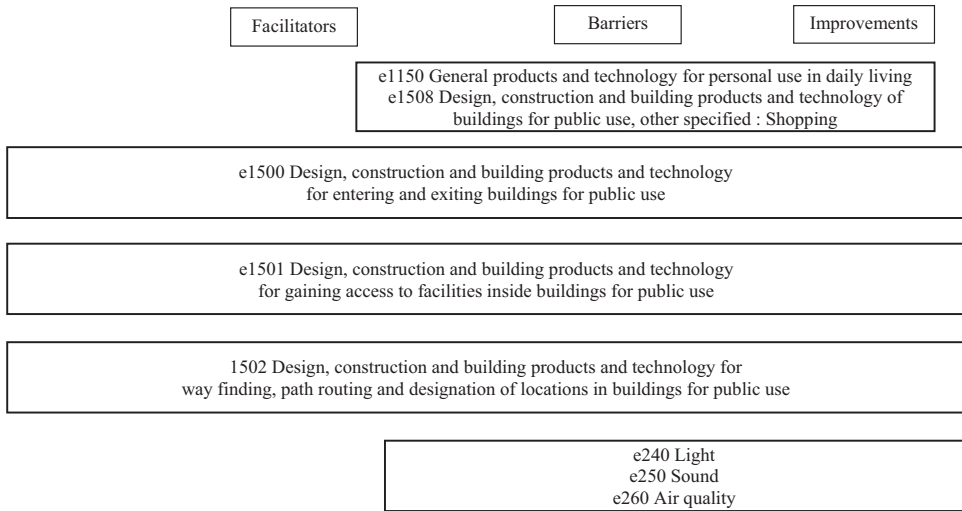 Facilitators
Barriers
Improvements
e1150 General products and technology for personal use in daily living
e1508 Design, construction and building products and technology of
buildings for public use, other specified : Shopping
e1500 Design, construction and building products and technology
for entering and exiting buildings for public use
e1501 Design, construction and building products and technology
for gaining access to facilities inside buildings for public use
1502 Design, construction and building products and technology for
way finding, path routing and designation of locations in buildings for public use
e240 Light
e250 Sound
e260 Air quality